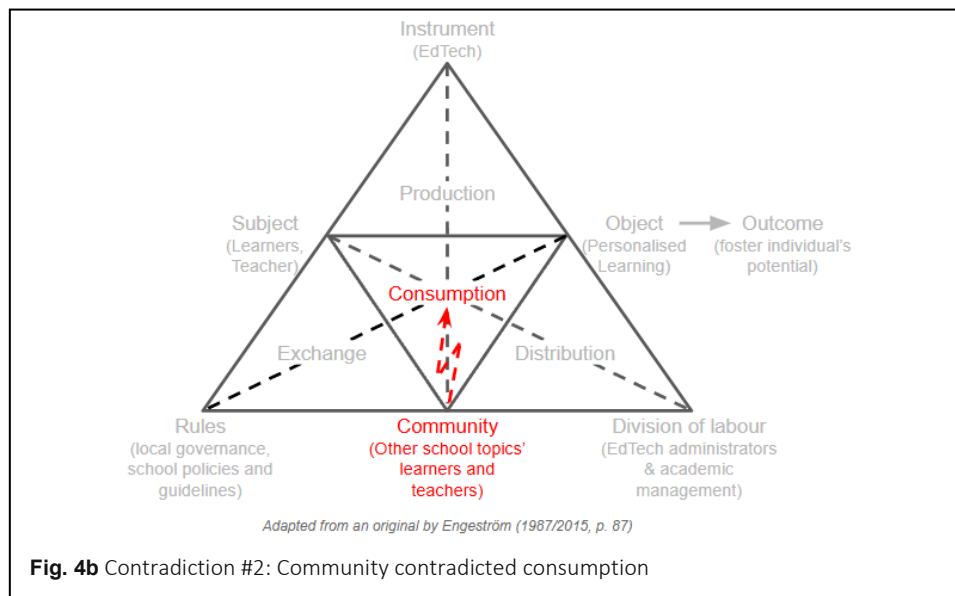 Instrument
(EdTech)
Production
Subject
(Learners,
Teacher)
Object
(Personalised
Learning)
Outcome
(foster individual's
potential)
Consumption
Exchange
Distribution
Rules
(local governance,
school policies and
guidelines)
Community
(Other school topics'
learners and
teachers)
Division of labour
(EdTech administrators
& academic
management)
Adapted from an original by Engeström (1987/2015, p. 87)
Fig. 4b Contradiction #2: Community contradicted consumption